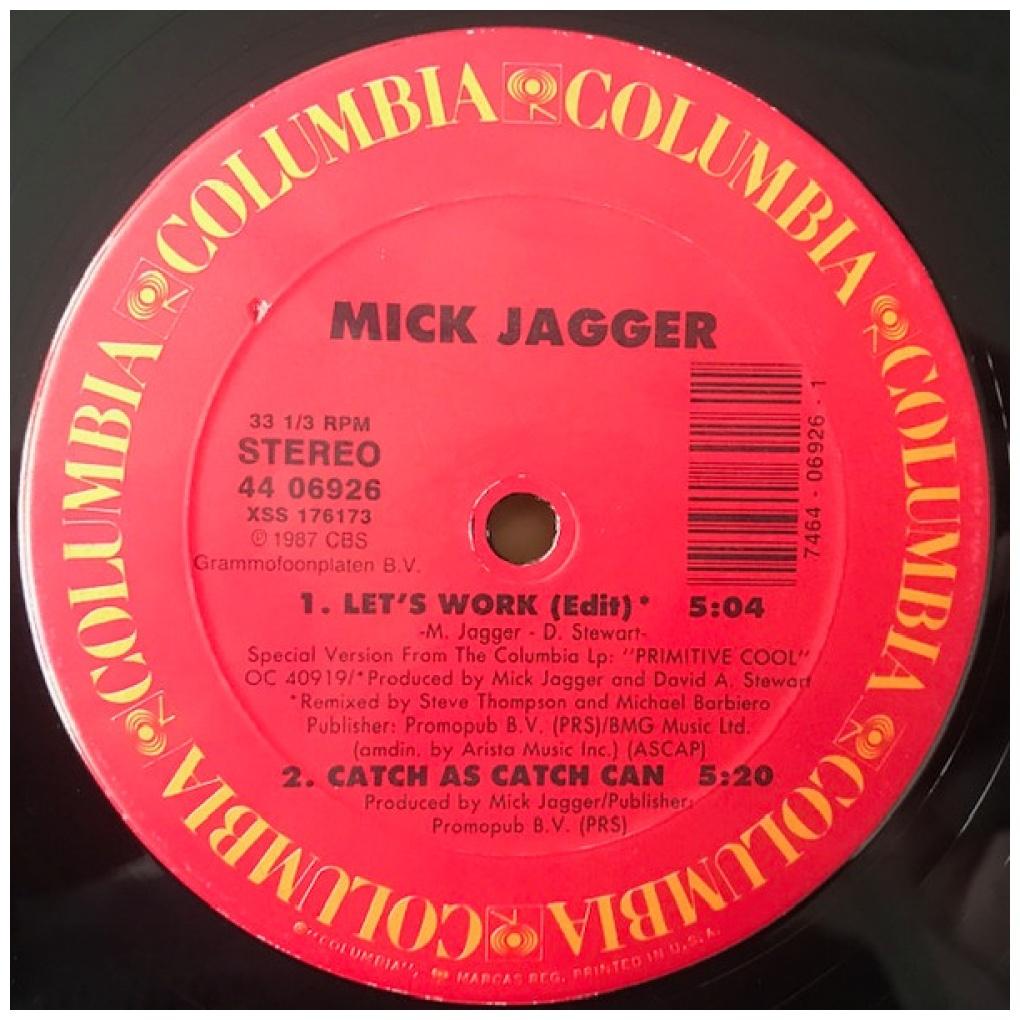 COLUMBIA COLUMBIA COLUMBIA COLUMBIA COLUMBIA COLUMBIA
MICK JAGGER
33 1/3 RPM
STEREO
44 06926
XSS 176173
℗ 1987 CBS
Grammofoonplaten B.V.
7464 - 06926 - 1
1. LET'S WORK (Edit)* 5:04
-M. Jagger - D. Stewart-
Special Version From The Columbia Lp: "PRIMITIVE COOL"
OC 40919/*Produced by Mick Jagger and David A. Stewart
*Remixed by Steve Thompson and Michael Barbiero
Publisher: Promopub B.V. (PRS)/BMG Music Ltd.
(amdin. by Arista Music Inc.) (ASCAP)
2. CATCH AS CATCH CAN 5:20
Produced by Mick Jagger/Publisher:
Promopub B.V. (PRS)
®"COLUMBIA", MARCAS REG. PRINTED IN U.S.A.